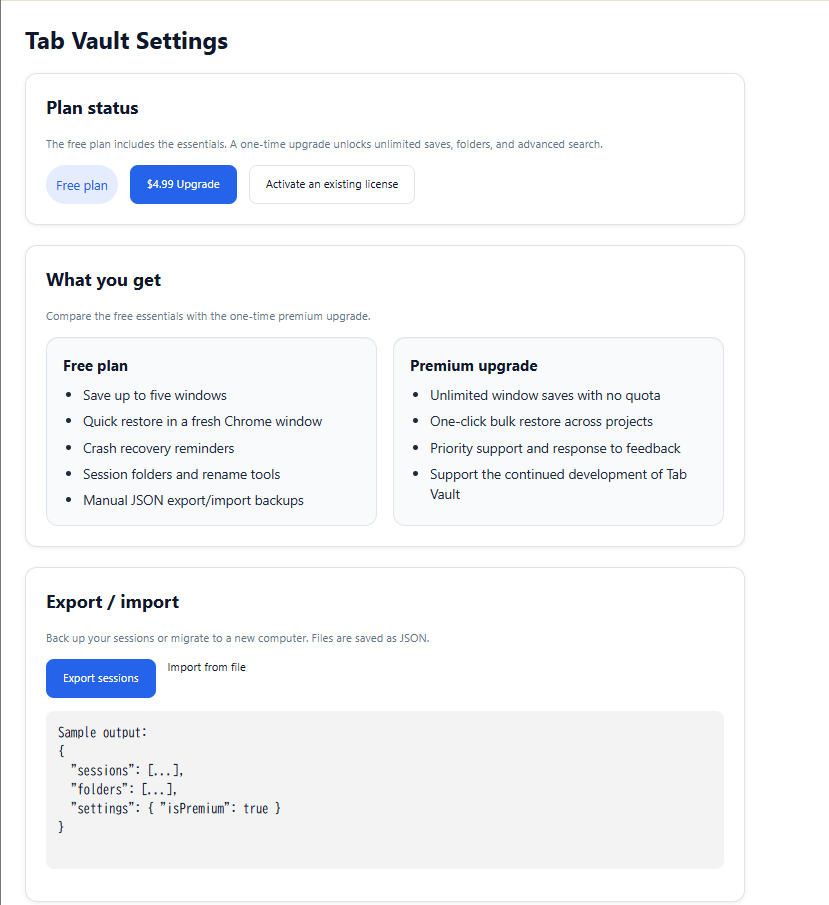 Tab Vault Settings
Plan status
The free plan includes the essentials. A one-time upgrade unlocks unlimited saves, folders, and advanced search.
Free plan
$4.99 Upgrade
Activate an existing license
What you get
Compare the free essentials with the one-time premium upgrade.
Free plan
• Save up to five windows
• Quick restore in a fresh Chrome window
• Crash recovery reminders
• Session folders and rename tools
• Manual JSON export/import backups
Premium upgrade
• Unlimited window saves with no quota
• One-click bulk restore across projects
• Priority support and response to feedback
• Support the continued development of Tab
Vault
Export / import
Back up your sessions or migrate to a new computer. Files are saved as JSON.
Export sessions
Import from file
Sample output:
{
  "sessions": [...],
  "folders": [...],
  "settings": { "isPremium": true }
}